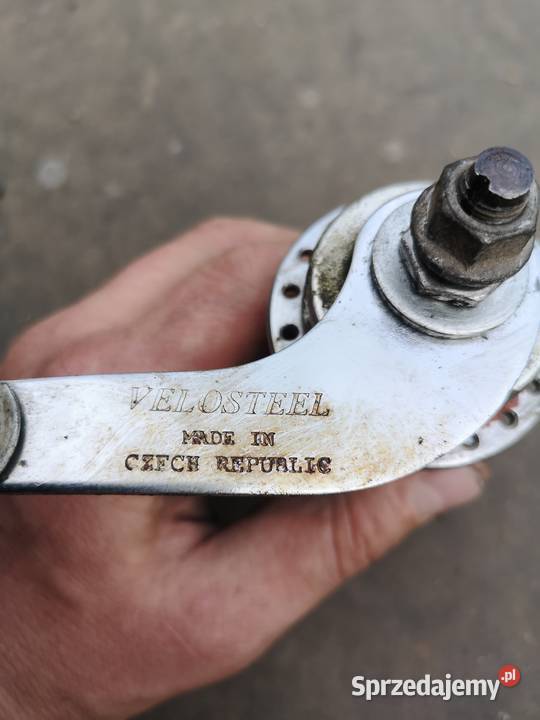 VELOSTEEL
MADE IN
CZECH REPUBLIC
Sprzedajemy.pl